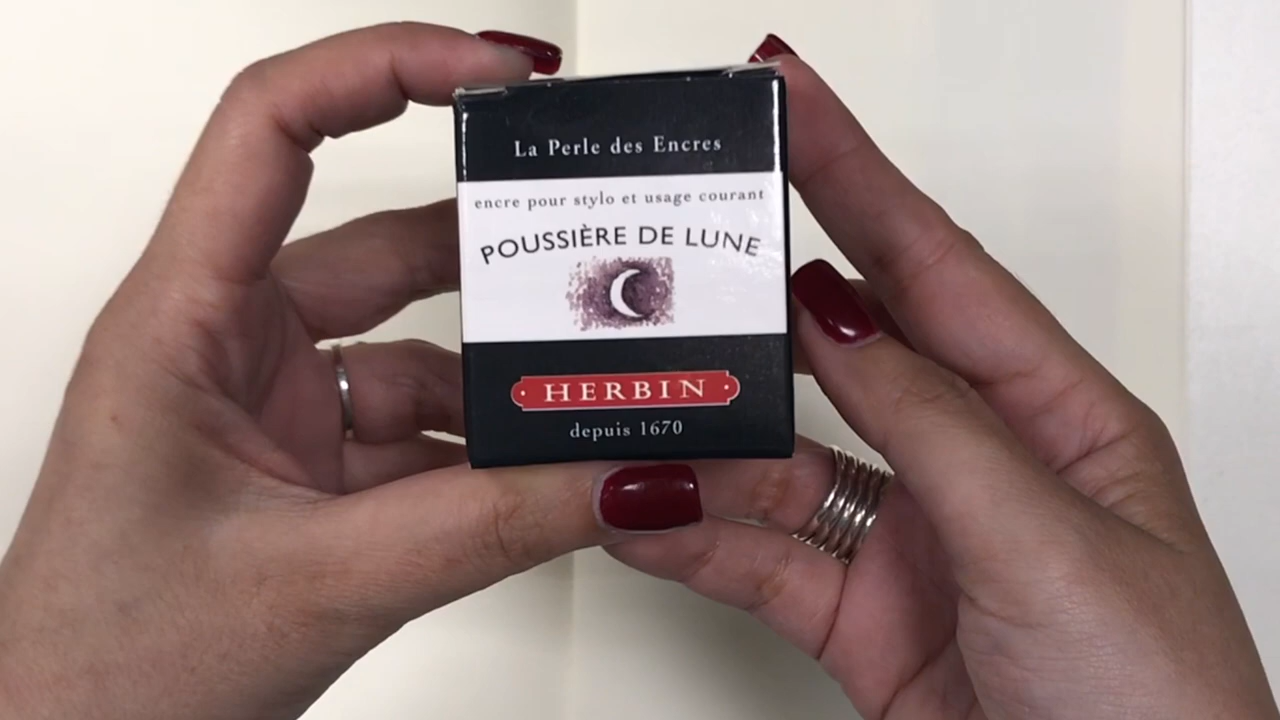 La Perle des Encres
encre pour stylo et usage courant
POUSSIÈRE DE LUNE
HERBIN
depuis 1670